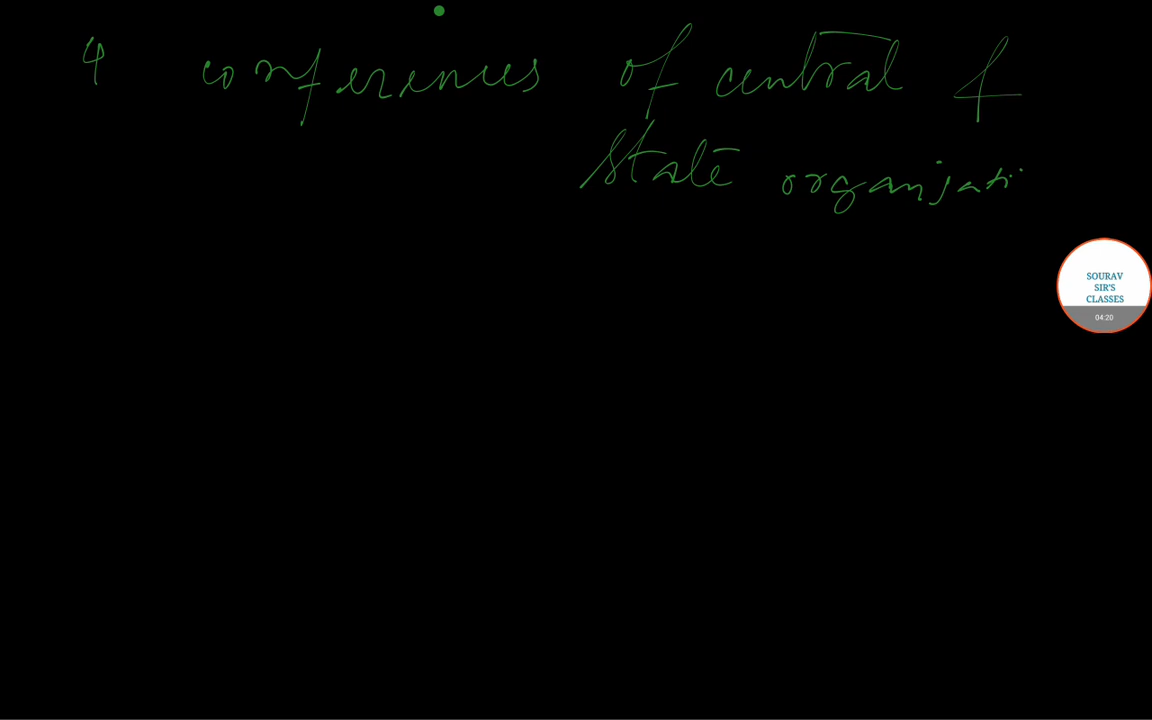 4 conferences of central &
State organisati
SOURAV
SIR'S
CLASSES
04:20